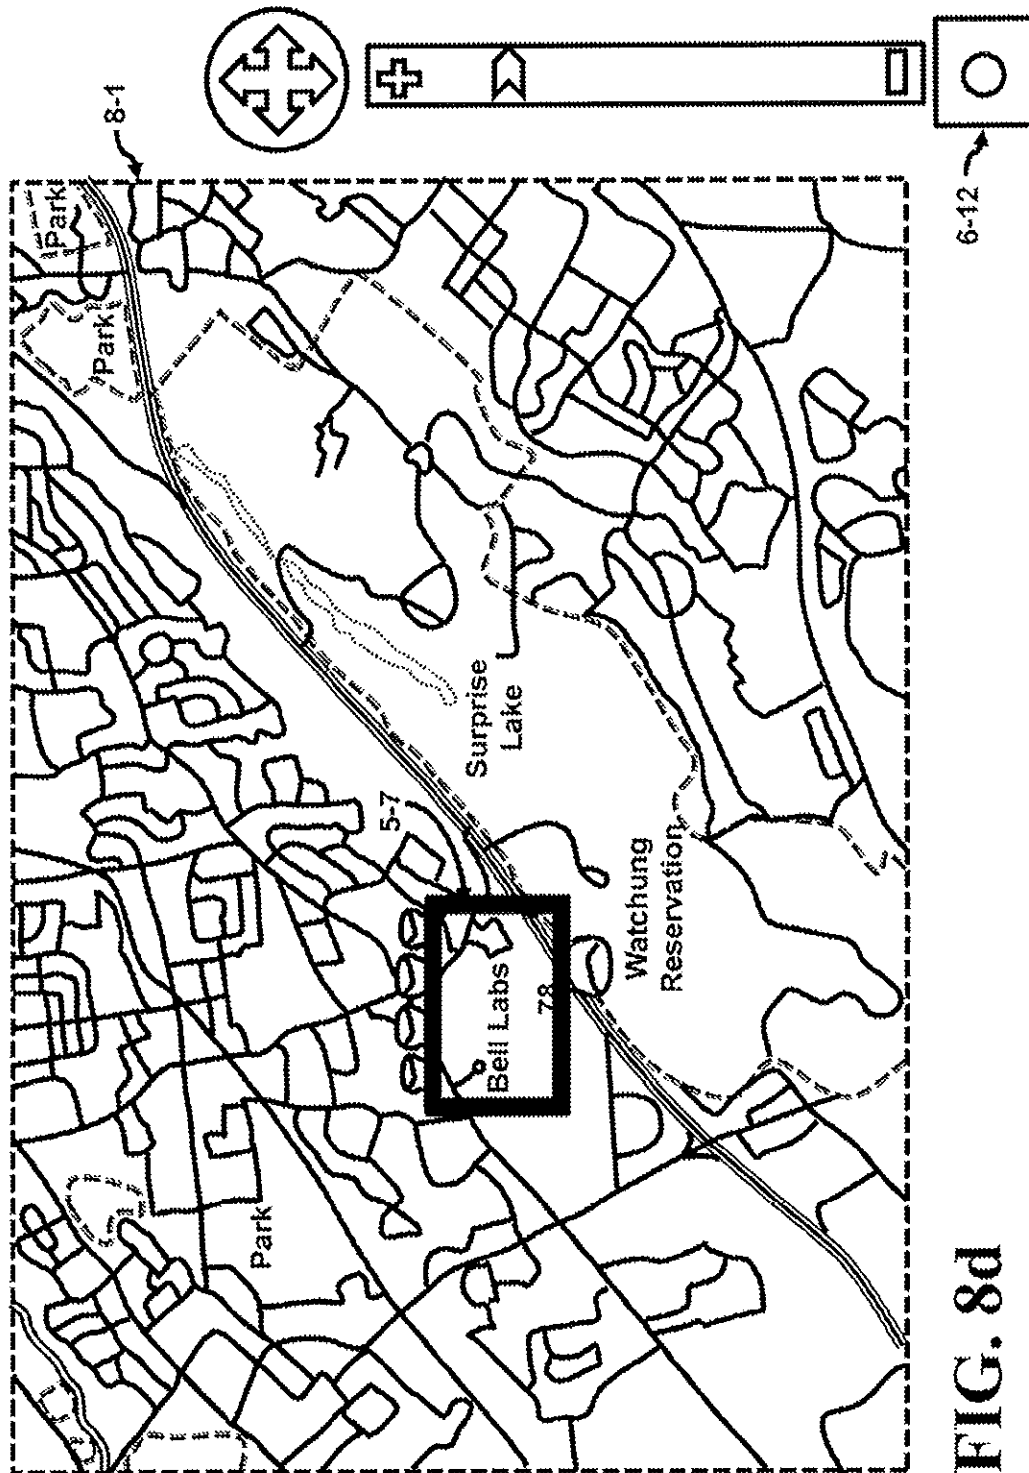 8-1
Park
Park
Surprise
Lake
5-7
Bell Labs
78
Watchung
Reservation
Park
6-12
FIG. 8d